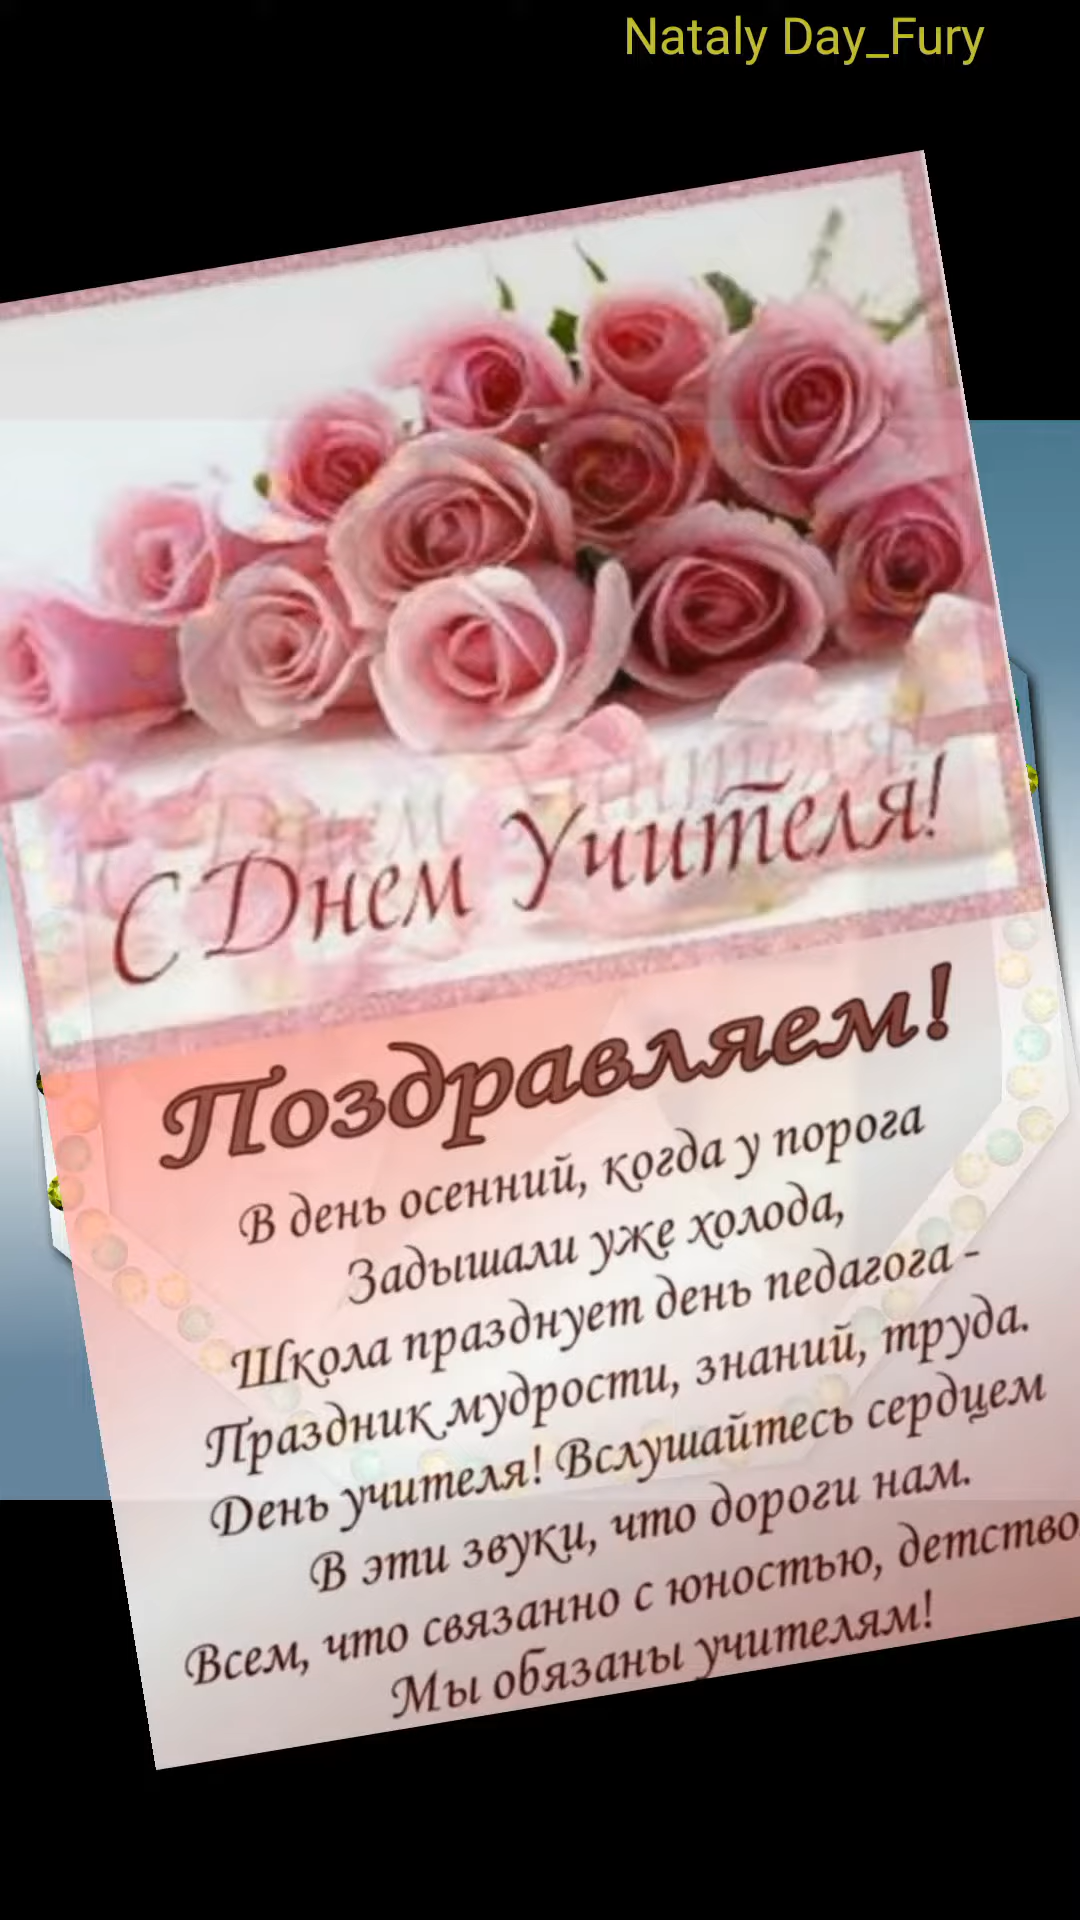 Nataly Day_Fury
С Днем Учителя!
Поздравляем!
В день осенний, когда у порога
Задышали уже холода,
Школа празднует день педагога -
Праздник мудрости, знаний, труда.
День учителя! Вслушайтесь сердцем
В эти звуки, что дороги нам.
Всем, что связанно с юностью, детство
Мы обязаны учителям!